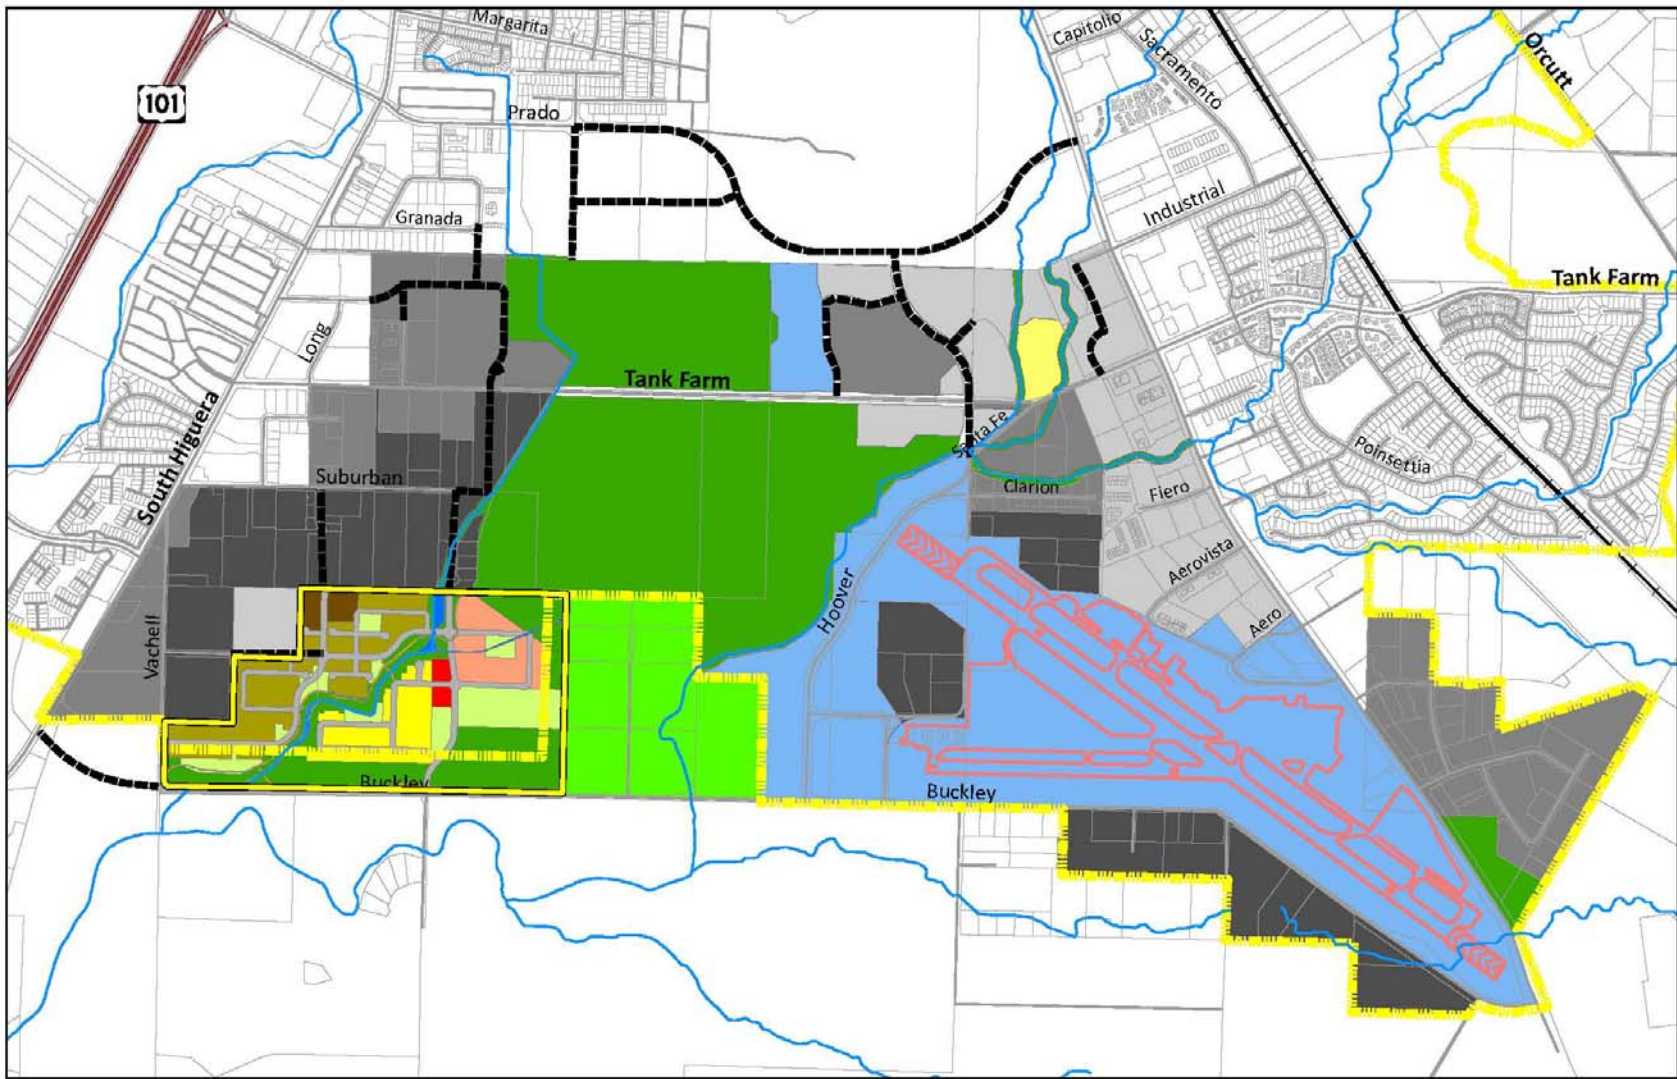 Margarita
Capitolio
Sacramento
Orcutt
101
Prado
Industrial
Granada
Tank Farm
Long
Tank Farm
South Higuera
Santa Fe
Poinsettia
Suburban
Clarion
Fiero
Aerovista
Hoover
Aero
Vachell
Buckley
Buckley